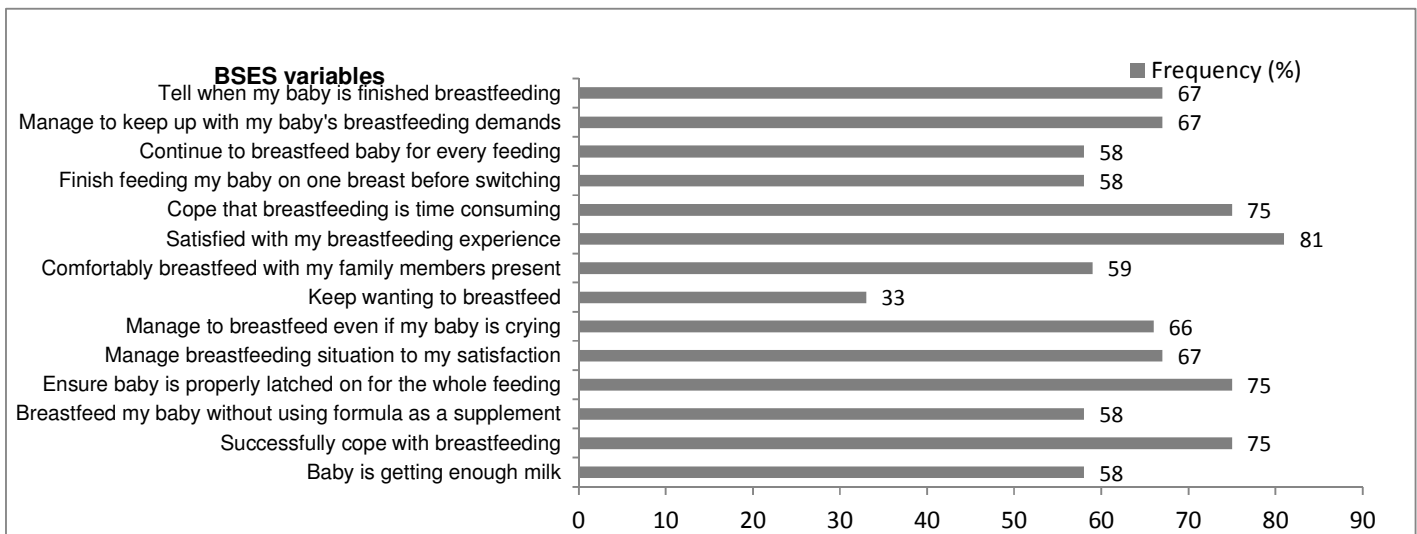 BSES variables
Frequency (%)
Tell when my baby is finished breastfeeding 67
Manage to keep up with my baby's breastfeeding demands 67
Continue to breastfeed baby for every feeding 58
Finish feeding my baby on one breast before switching 58
Cope that breastfeeding is time consuming 75
Satisfied with my breastfeeding experience 81
Comfortably breastfeed with my family members present 59
Keep wanting to breastfeed 33
Manage to breastfeed even if my baby is crying 66
Manage breastfeeding situation to my satisfaction 67
Ensure baby is properly latched on for the whole feeding 75
Breastfeed my baby without using formula as a supplement 58
Successfully cope with breastfeeding 75
Baby is getting enough milk 58
0 10 20 30 40 50 60 70 80 90